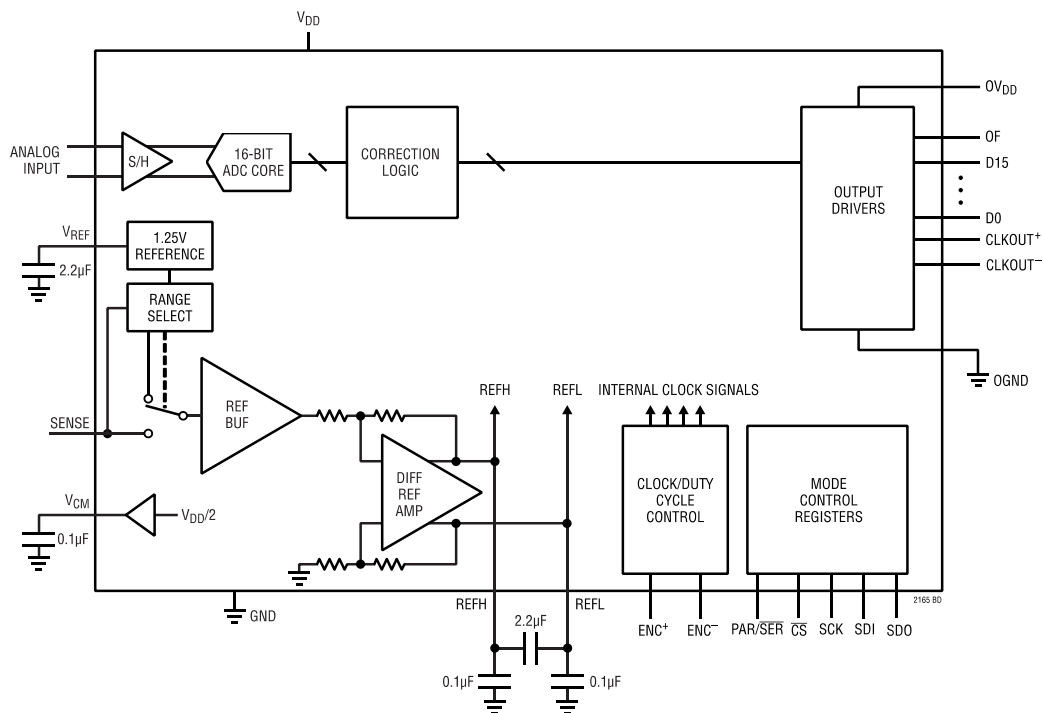 VDD
OVDD
ANALOG
INPUT
S/H
16-BIT
ADC CORE
CORRECTION
LOGIC
OUTPUT
DRIVERS
OF
D15
D0
CLKOUT+
CLKOUT−
OGND
VREF
2.2µF
1.25V
REFERENCE
RANGE
SELECT
SENSE
REF
BUF
REFH
REFL
INTERNAL CLOCK SIGNALS
DIFF
REF
AMP
CLOCK/DUTY
CYCLE
CONTROL
MODE
CONTROL
REGISTERS
VCM
0.1µF
VDD/2
GND
REFH
REFL
2165 BD
ENC+
ENC−
PAR/SER
CS
SCK
SDI
SDO
2.2µF
0.1µF
0.1µF